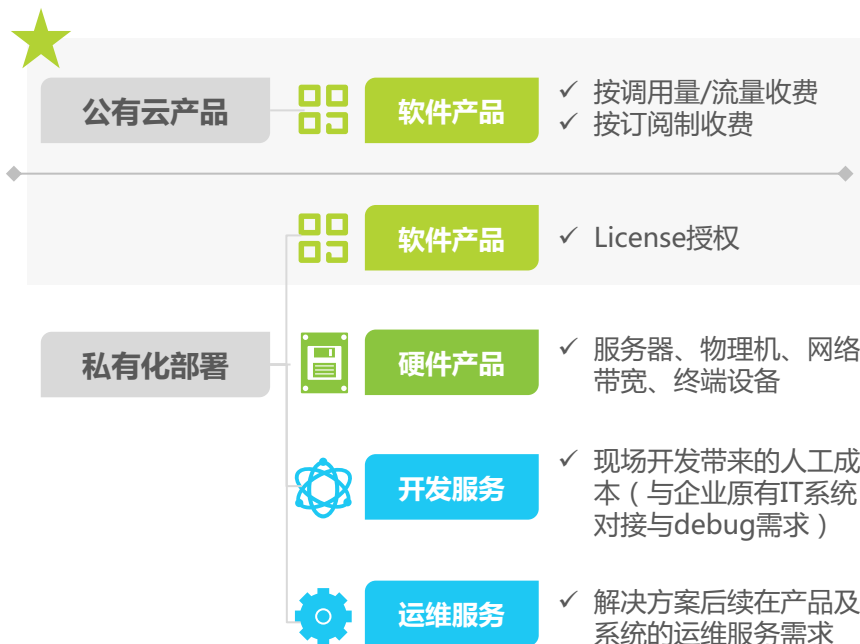 公有云产品
软件产品
✓ 按调用量/流量收费
✓ 按订阅制收费
软件产品
✓ License授权
私有化部署
硬件产品
✓ 服务器、物理机、网络
带宽、终端设备
开发服务
✓ 现场开发带来的人工成
本（与企业原有IT系统
对接与debug需求）
运维服务
✓ 解决方案后续在产品及
系统的运维服务需求